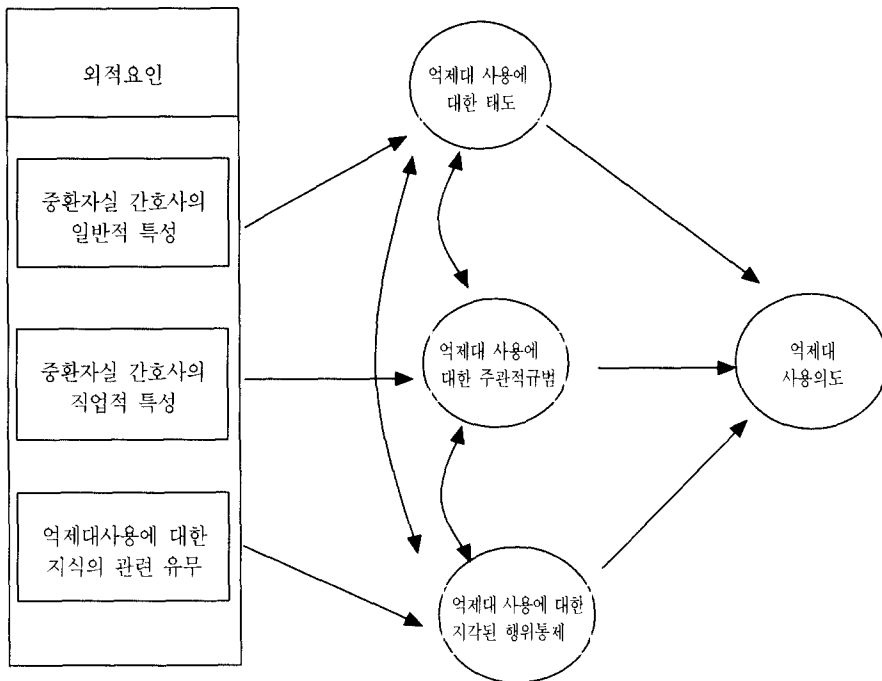 외적요인
중환자실 간호사의
일반적 특성
중환자실 간호사의
직업적 특성
억제대사용에 대한
지식의 관련 유무
억제대 사용에
대한 태도
억제대 사용에
대한 주관적규범
억제대 사용에 대한
지각된 행위통제
억제대
사용의도